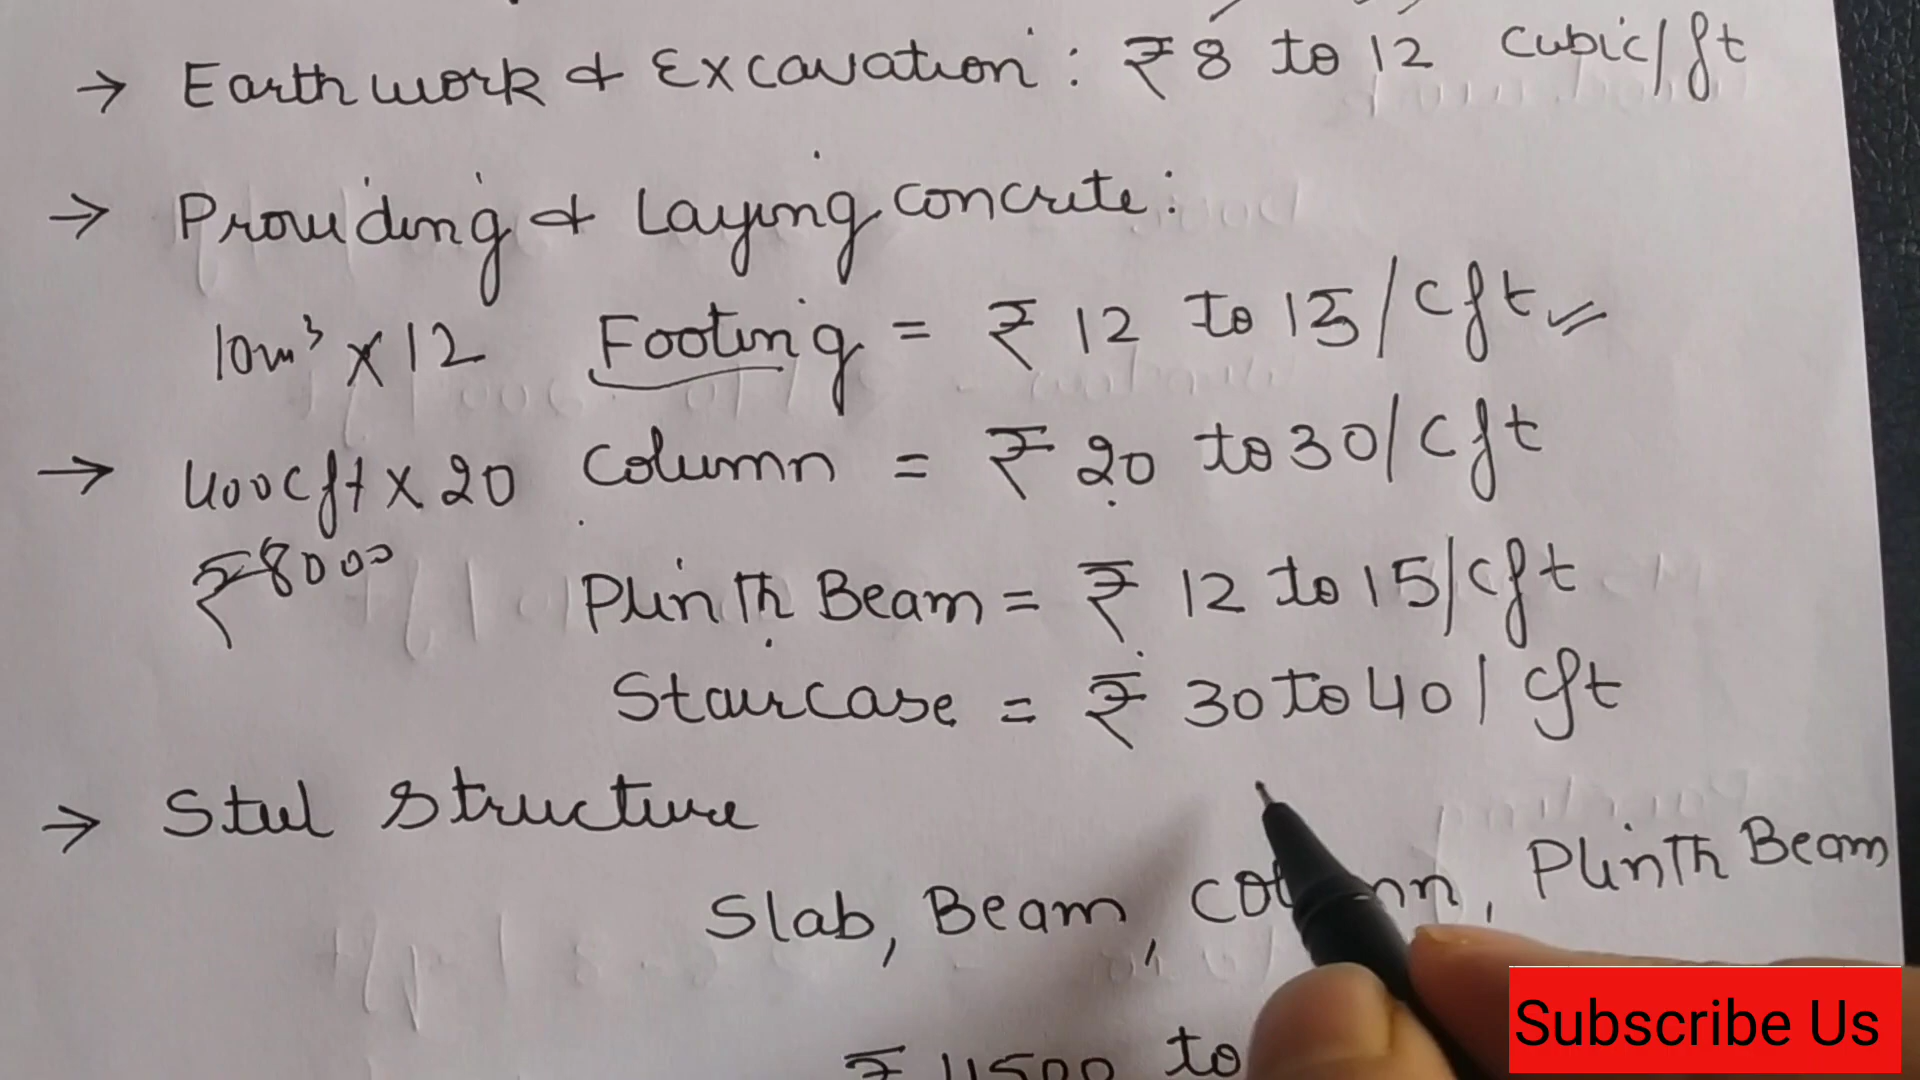 → Earthwork & Excavation : ₹ 8 to 12 cubic/ft
→ Providing & Laying concrete :
10m³ × 12 Footing = ₹ 12 to 15/cft
→ 400cft × 20 Column = ₹ 20 to 30/cft
₹8000
Plinth Beam = ₹ 12 to 15/cft
Staircase = ₹ 30 to 40/cft
→ Steel structure
Slab, Beam, column, Plinth Beam
₹ 4500 to
Subscribe Us